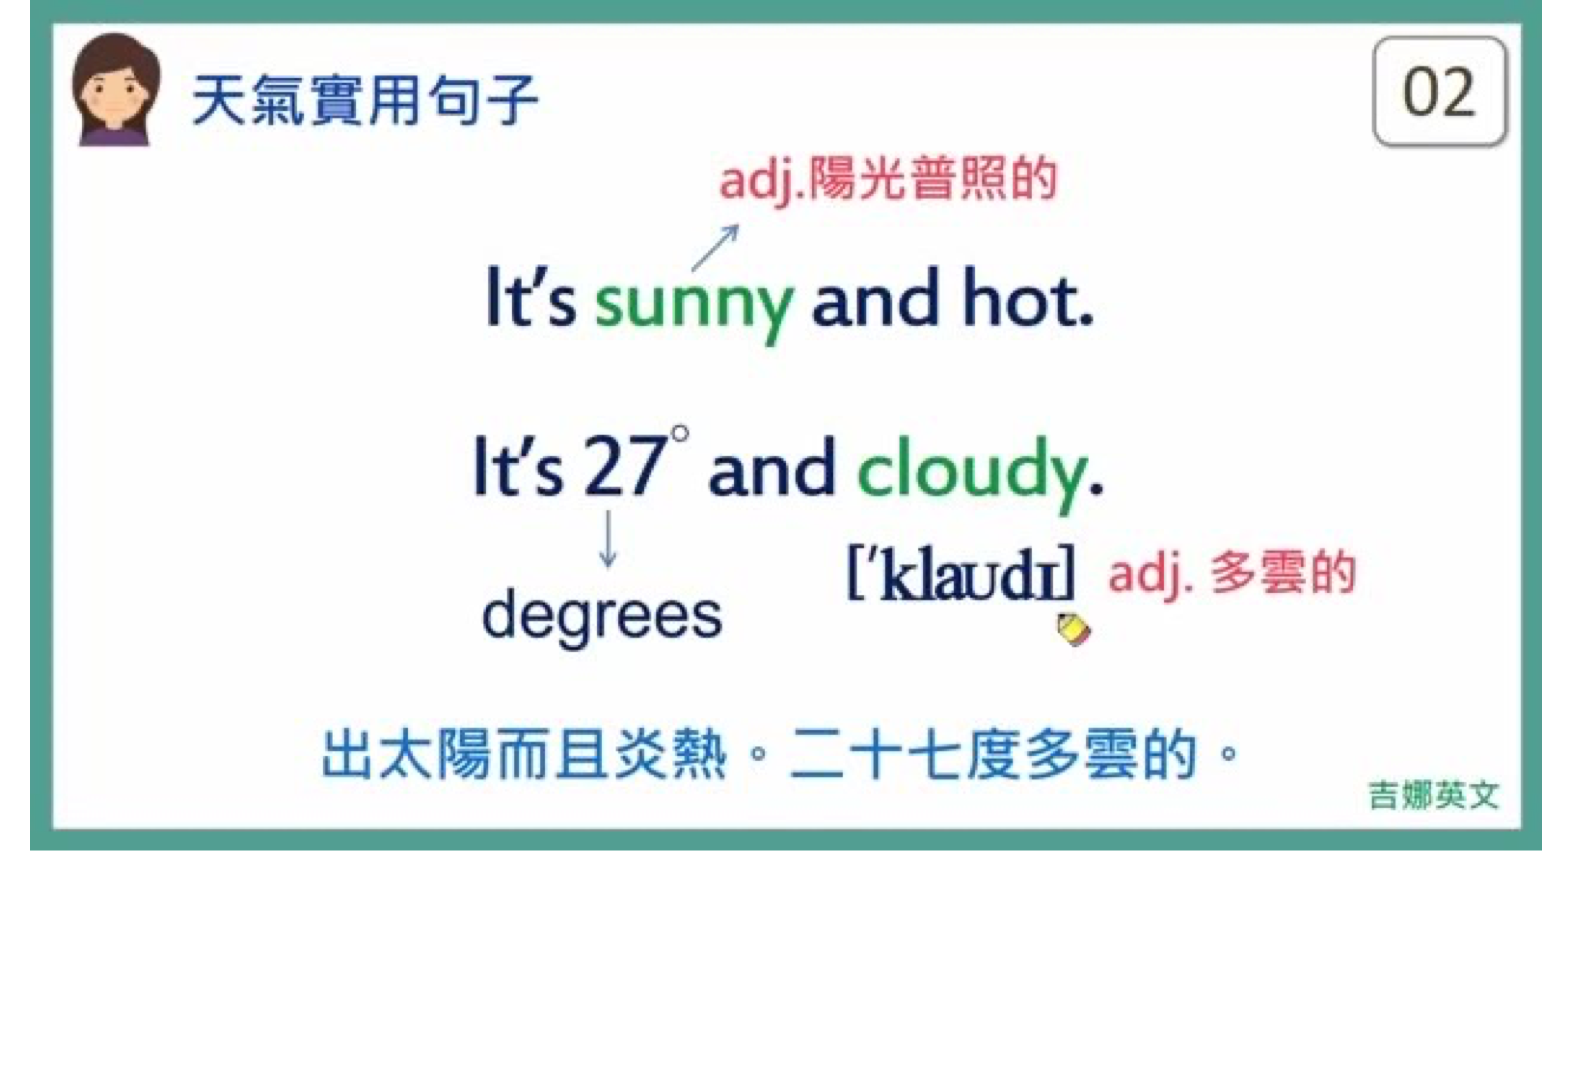 天氣實用句子
02
adj.陽光普照的
It's sunny and hot.
It's 27° and cloudy.
degrees
[ˈklaʊdɪ] adj. 多雲的
出太陽而且炎熱。二十七度多雲的。
吉娜英文